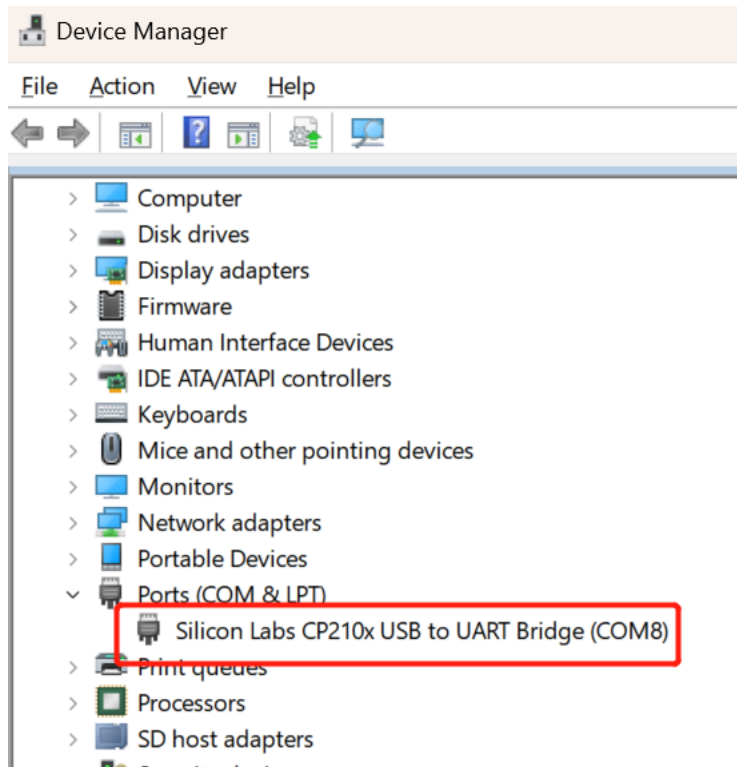 Device Manager
File Action View Help
Computer
Disk drives
Display adapters
Firmware
Human Interface Devices
IDE ATA/ATAPI controllers
Keyboards
Mice and other pointing devices
Monitors
Network adapters
Portable Devices
Ports (COM & LPT)
Silicon Labs CP210x USB to UART Bridge (COM8)
Print queues
Processors
SD host adapters